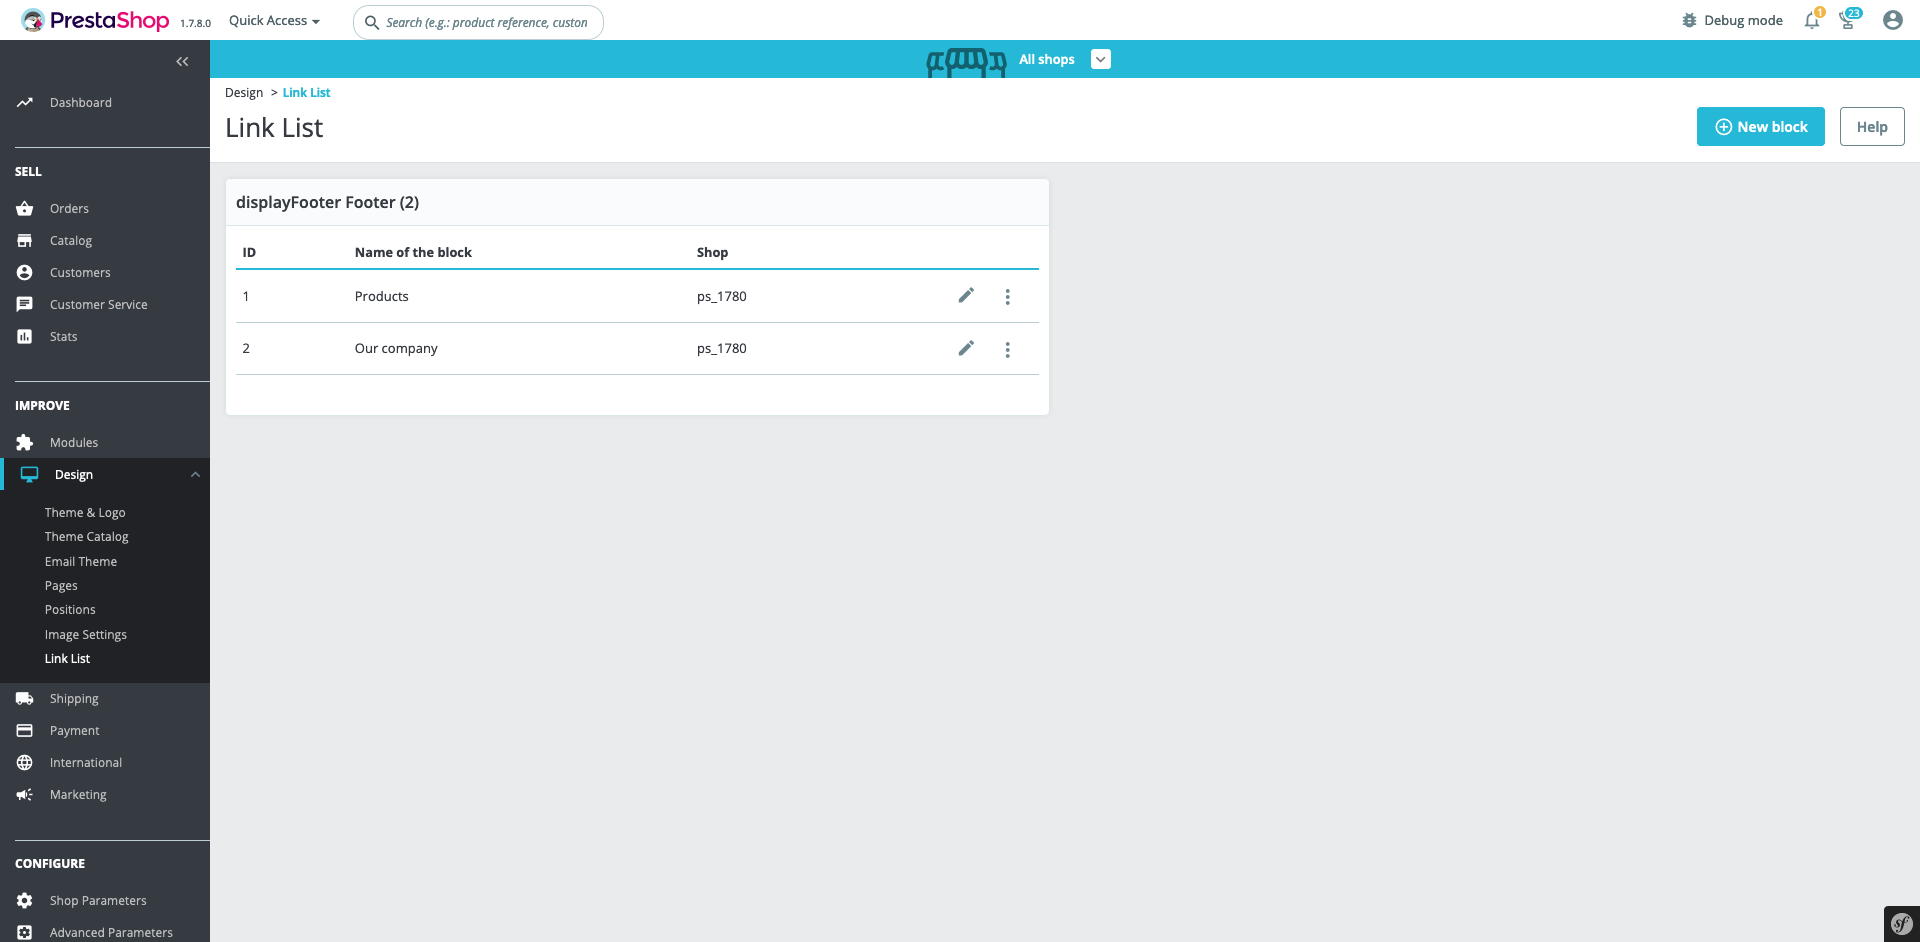 PrestaShop 1.7.8.0 Quick Access Search (e.g.: product reference, custon Debug mode 1 23
All shops
Design > Link List
Link List
New block Help
Dashboard
SELL
Orders
Catalog
Customers
Customer Service
Stats
IMPROVE
Modules
Design
Theme & Logo
Theme Catalog
Email Theme
Pages
Positions
Image Settings
Link List
Shipping
Payment
International
Marketing
CONFIGURE
Shop Parameters
Advanced Parameters
displayFooter Footer (2)
ID Name of the block Shop
1 Products ps_1780
2 Our company ps_1780
sf